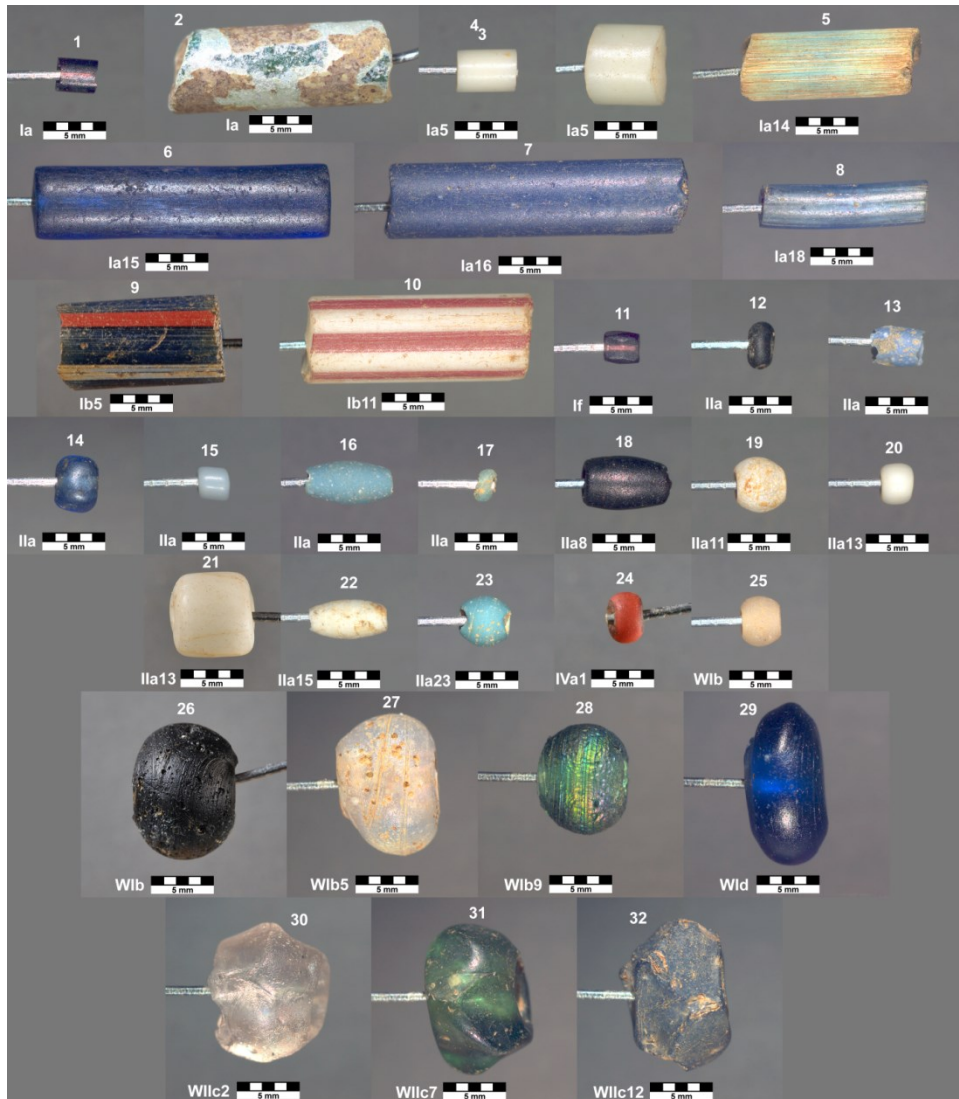 1
2
4
3
5
Ia
5 mm
Ia
5 mm
Ia5
5 mm
Ia5
5 mm
Ia14
5 mm
6
7
8
Ia15
5 mm
Ia16
5 mm
Ia18
5 mm
9
10
11
12
13
Ib5
5 mm
Ib11
5 mm
If
5 mm
IIa
5 mm
IIa
5 mm
14
15
16
17
18
19
20
IIa
5 mm
IIa
5 mm
IIa
5 mm
IIa
5 mm
IIa8
5 mm
IIa11
5 mm
IIa13
5 mm
21
22
23
24
25
IIa13
5 mm
IIa15
5 mm
IIa23
5 mm
IVa1
5 mm
WIb
5 mm
26
27
28
29
WIb
5 mm
WIb5
5 mm
WIb9
5 mm
WId
5 mm
30
31
32
WIIc2
5 mm
WIIc7
5 mm
WIIc12
5 mm